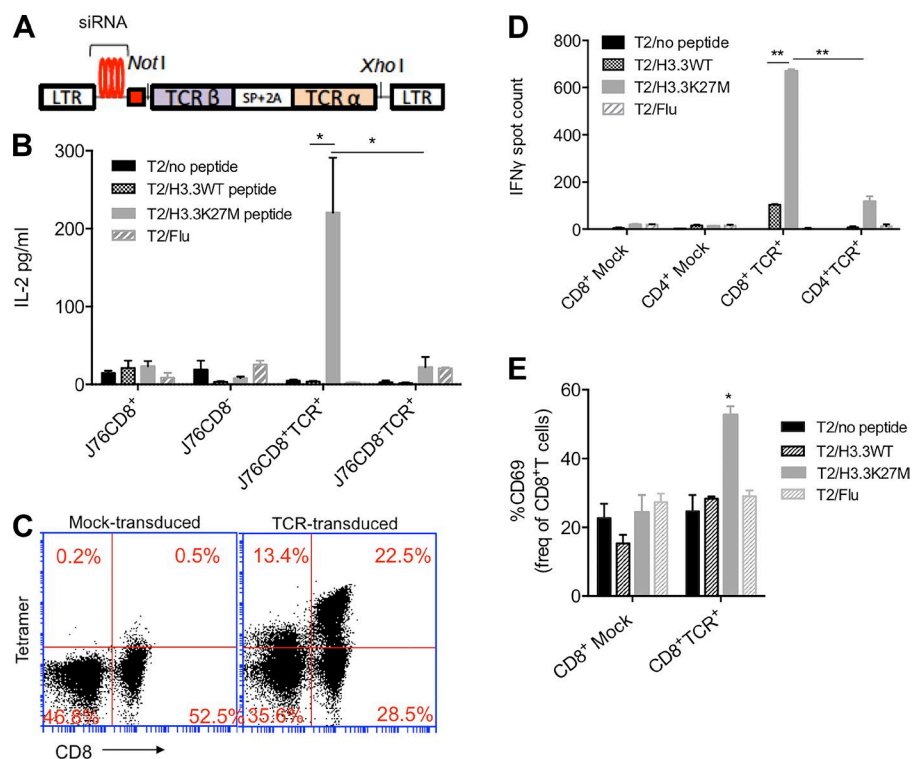 A
siRNA
Not I
Xho I
LTR
TCR β
SP+2A
TCR α
LTR
B
300
200
100
0
IL-2 pg/ml
T2/no peptide
T2/H3.3WT peptide
T2/H3.3K27M peptide
T2/Flu
*
*
J76CD8+
J76CD8-
J76CD8+TCR+
J76CD8-TCR+
C
Mock-transduced
TCR-transduced
0.2%
0.5%
13.4%
22.5%
46.8%
52.5%
35.6%
28.5%
Tetramer
CD8
D
800
600
400
200
0
IFNγ spot count
T2/no peptide
T2/H3.3WT
T2/H3.3K27M
T2/Flu
**
**
CD8+ Mock
CD4+ Mock
CD8+ TCR+
CD4+TCR+
E
60
40
20
0
%CD69
(freq of CD8+T cells)
*
T2/no peptide
T2/H3.3WT
T2/H3.3K27M
T2/Flu
CD8+ Mock
CD8+TCR+